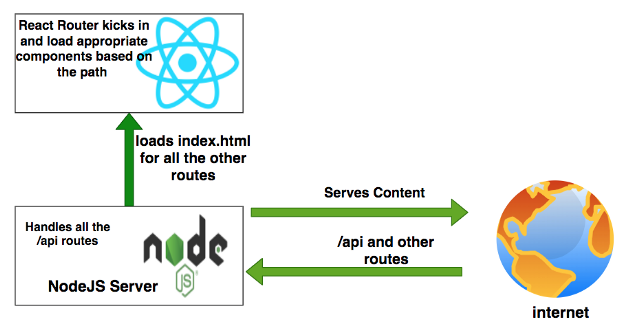 React Router kicks in
and load appropriate
components based on
the path
loads index.html
for all the other
routes
Serves Content
Handles all the
/api routes
node
JS
NodeJS Server
/api and other
routes
internet